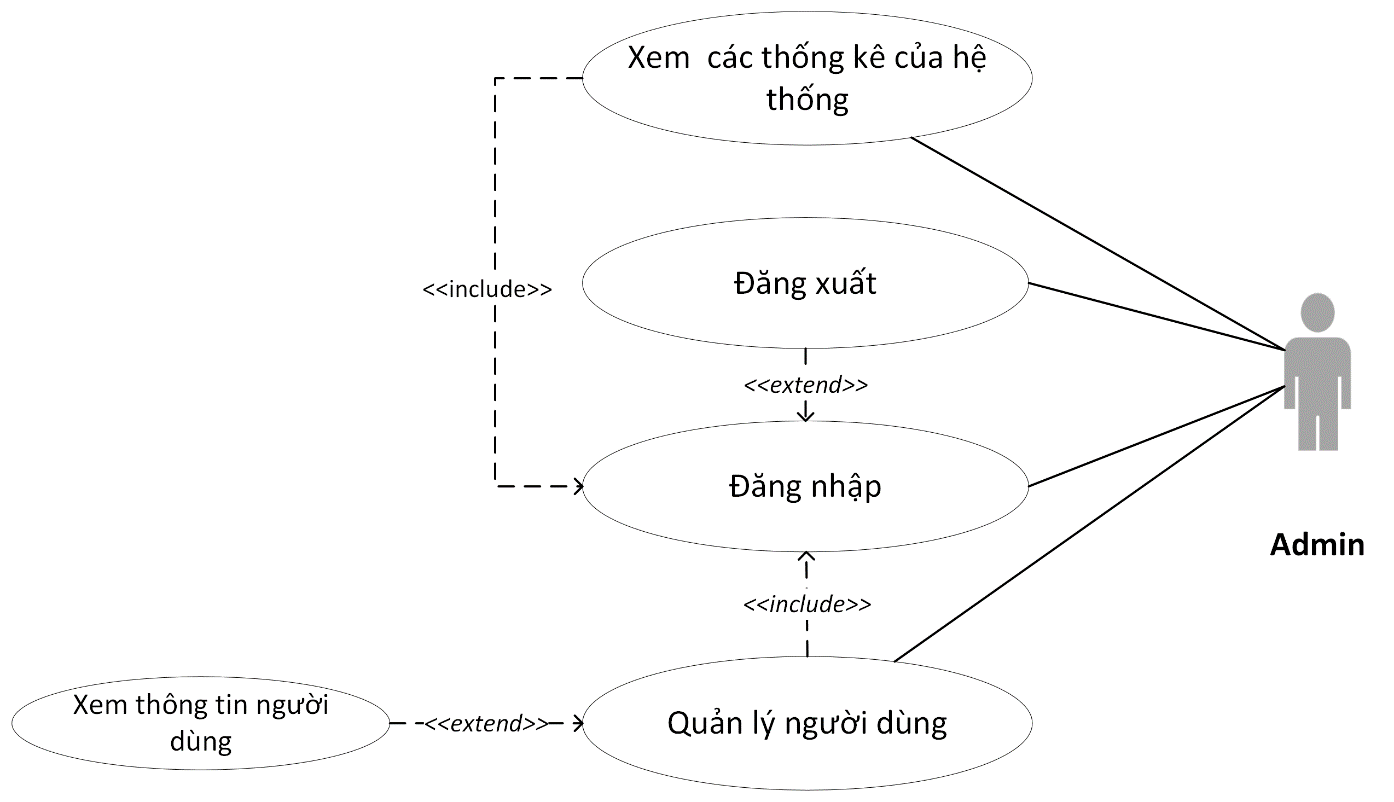 Xem  các thống kê của hệ
thống
Đăng xuất
<<include>>
<<extend>>
Đăng nhập
Admin
<<include>>
Xem thông tin người
dùng
<<extend>>
Quản lý người dùng